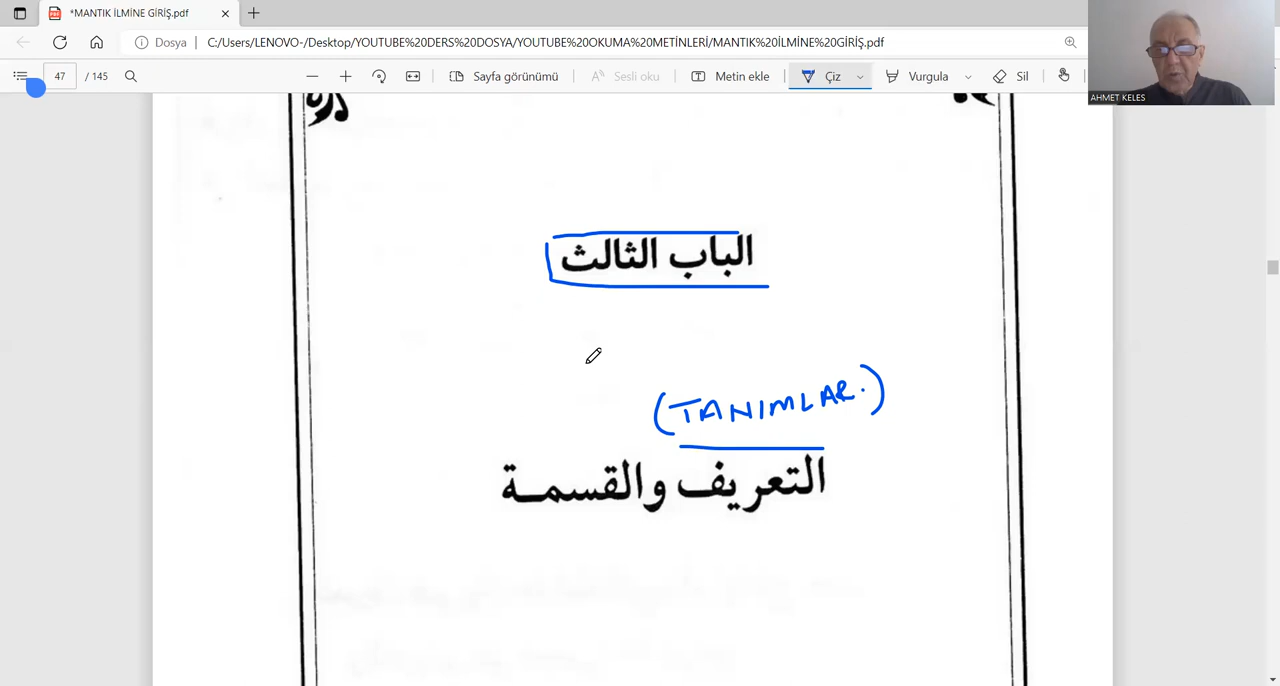 *MANTIK İLMİNE GİRİŞ.pdf
Dosya C:/Users/LENOVO-/Desktop/YOUTUBE%20DERS%20DOSYA/YOUTUBE%20OKUMA%20METİNLERİ/MANTIK%20İLMİNE%20GİRİŞ.pdf
47 / 145 Sayfa görünümü Sesli oku Metin ekle Çiz Vurgula Sil
AHMET KELES
الباب الثالث
(TANIMLAR.)
التعريف والقسمة